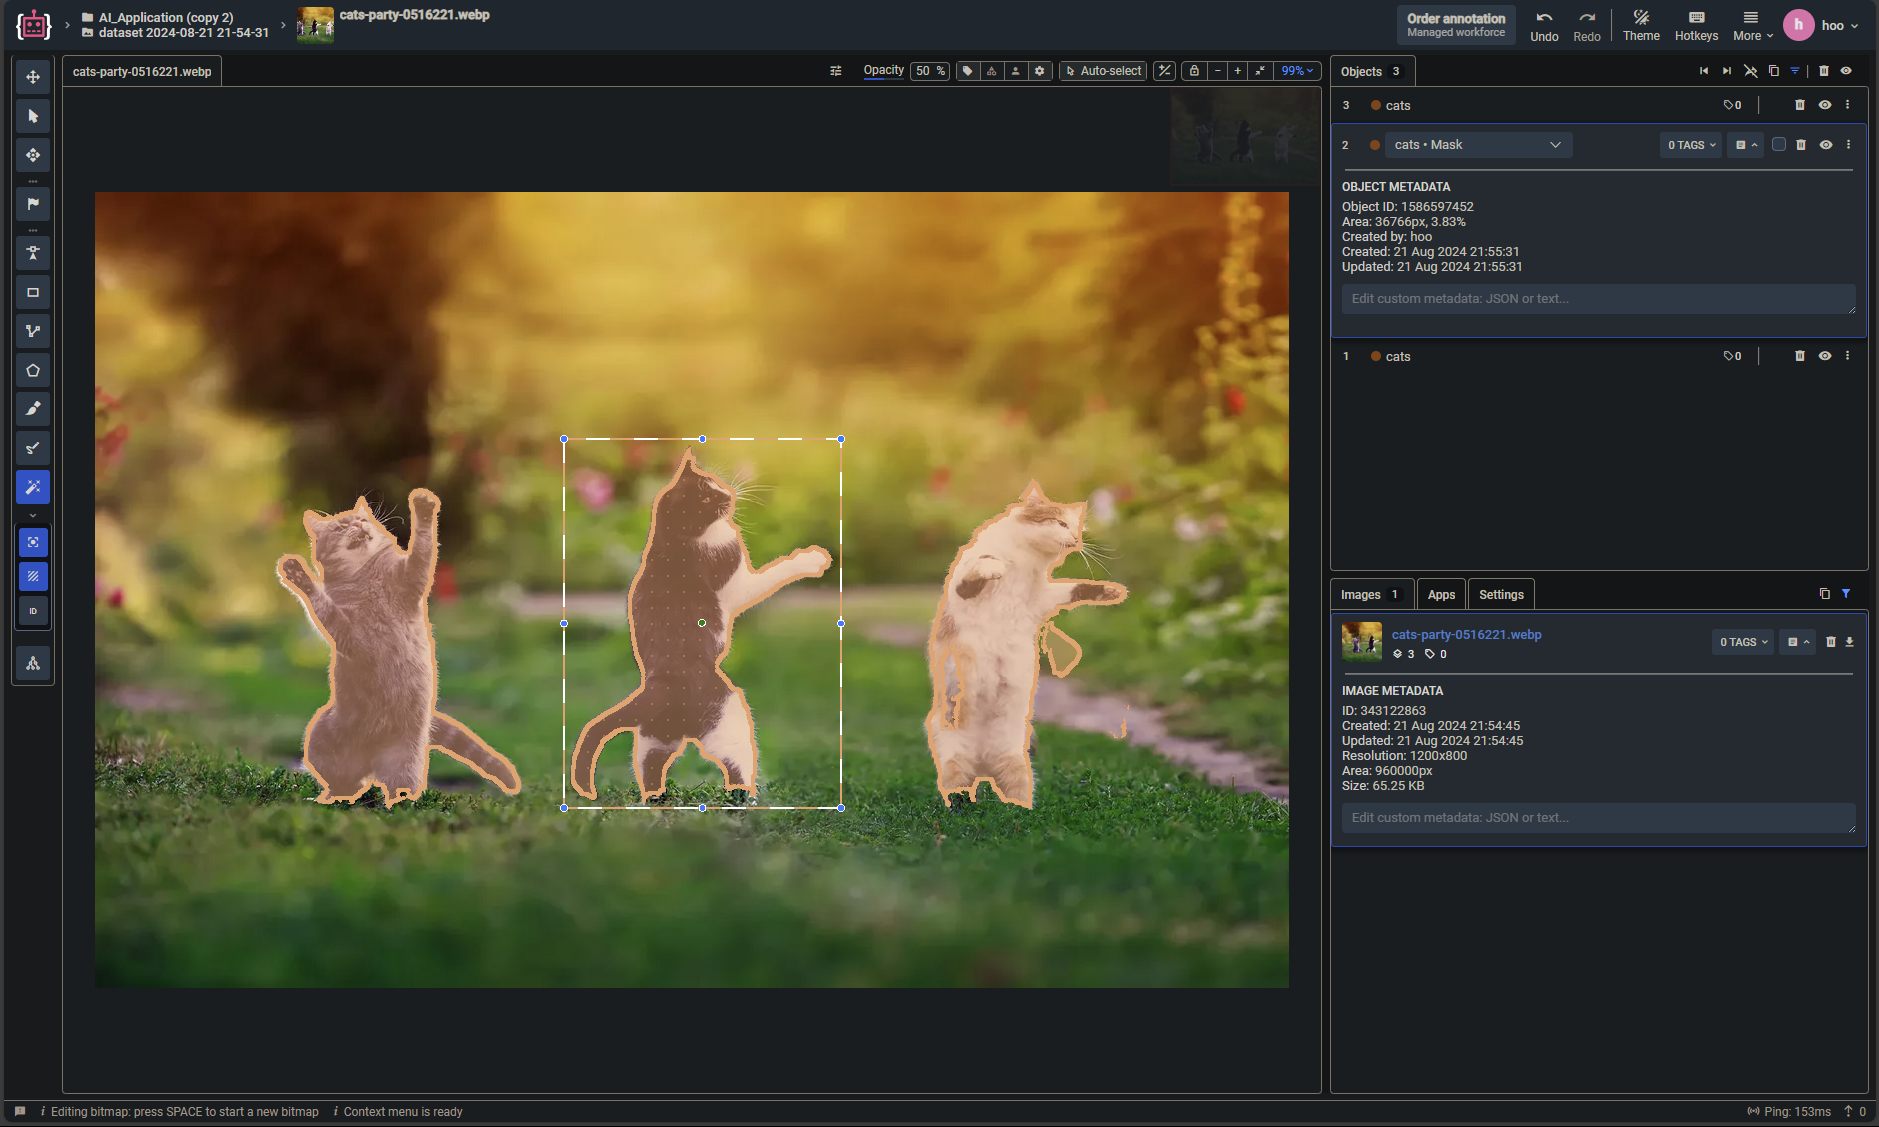 AI_Application (copy 2)
dataset 2024-08-21 21-54-31
cats-party-0516221.webp
Order annotation
Managed workforce
Undo
Redo
Theme
Hotkeys
More
h
hoo
cats-party-0516221.webp
Opacity
50 %
Auto-select
99%
Objects 3
3 cats 0
2 cats • Mask 0 TAGS
OBJECT METADATA
Object ID: 1586597452
Area: 36766px, 3.83%
Created by: hoo
Created: 21 Aug 2024 21:55:31
Updated: 21 Aug 2024 21:55:31
Edit custom metadata: JSON or text...
1 cats 0
ID
Images 1
Apps
Settings
cats-party-0516221.webp
3 0
0 TAGS
IMAGE METADATA
ID: 343122863
Created: 21 Aug 2024 21:54:45
Updated: 21 Aug 2024 21:54:45
Resolution: 1200x800
Area: 960000px
Size: 65.25 KB
Edit custom metadata: JSON or text...
i Editing bitmap: press SPACE to start a new bitmap
i Context menu is ready
Ping: 153ms
0